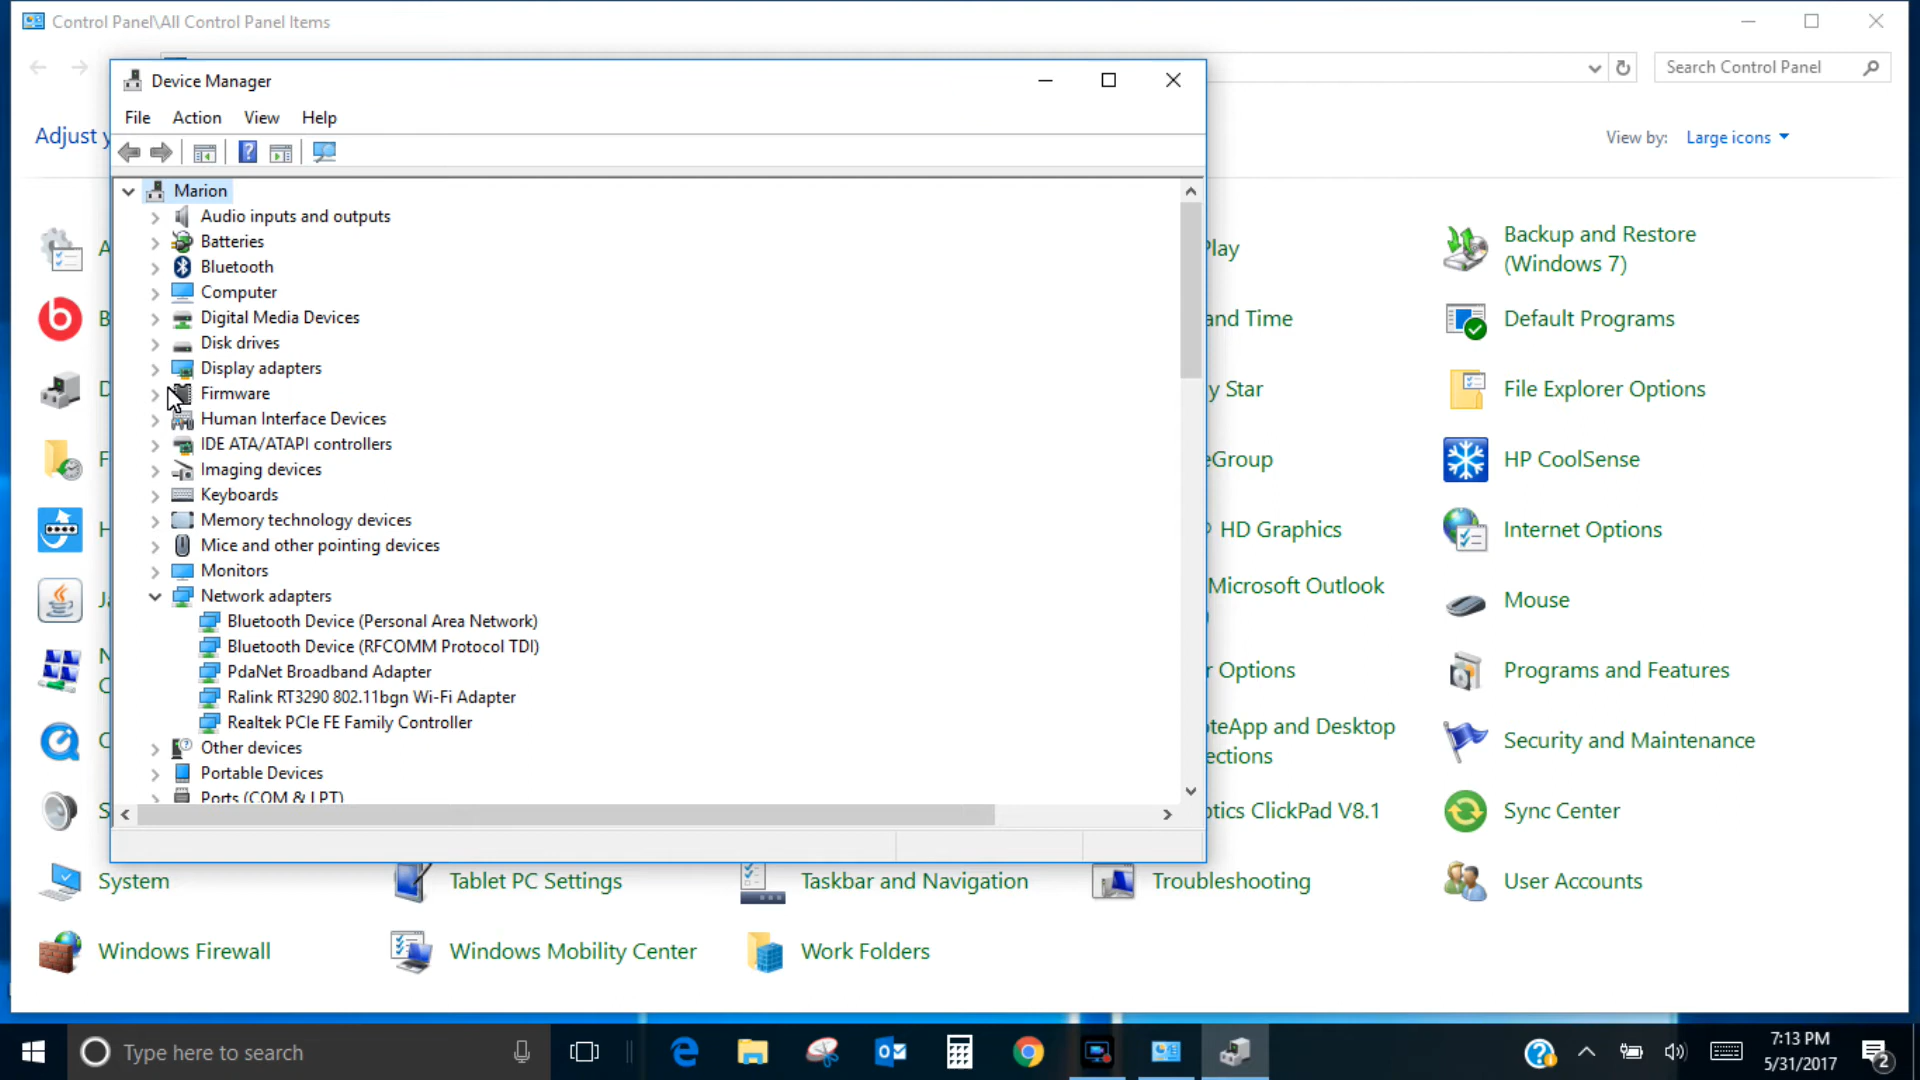 Control Panel\All Control Panel Items
Search Control Panel
Device Manager
File Action View Help
Adjust y
View by: Large icons
Marion
Audio inputs and outputs
Batteries
Bluetooth
Computer
Digital Media Devices
Disk drives
Display adapters
Firmware
Human Interface Devices
IDE ATA/ATAPI controllers
Imaging devices
Keyboards
Memory technology devices
Mice and other pointing devices
Monitors
Network adapters
Bluetooth Device (Personal Area Network)
Bluetooth Device (RFCOMM Protocol TDI)
PdaNet Broadband Adapter
Ralink RT3290 802.11bgn Wi-Fi Adapter
Realtek PCIe FE Family Controller
Other devices
Portable Devices
Ports (COM & LPT)
A
B
D
F
H
Ja
N
C
Q
S
Play
and Time
y Star
eGroup
HD Graphics
Microsoft Outlook
r Options
oteApp and Desktop
ections
ptics ClickPad V8.1
Backup and Restore
(Windows 7)
Default Programs
File Explorer Options
HP CoolSense
Internet Options
Mouse
Programs and Features
Security and Maintenance
Sync Center
System
Tablet PC Settings
Taskbar and Navigation
Troubleshooting
User Accounts
Windows Firewall
Windows Mobility Center
Work Folders
Type here to search
7:13 PM
5/31/2017
2